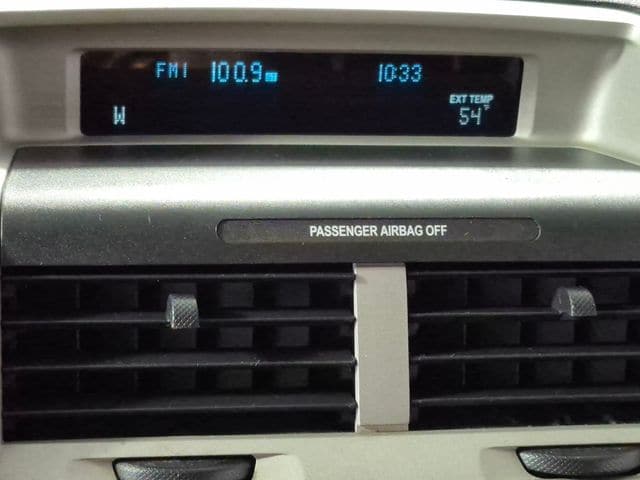 FM1 100.9 10:33
EXT TEMP
W 54°F
PASSENGER AIRBAG OFF